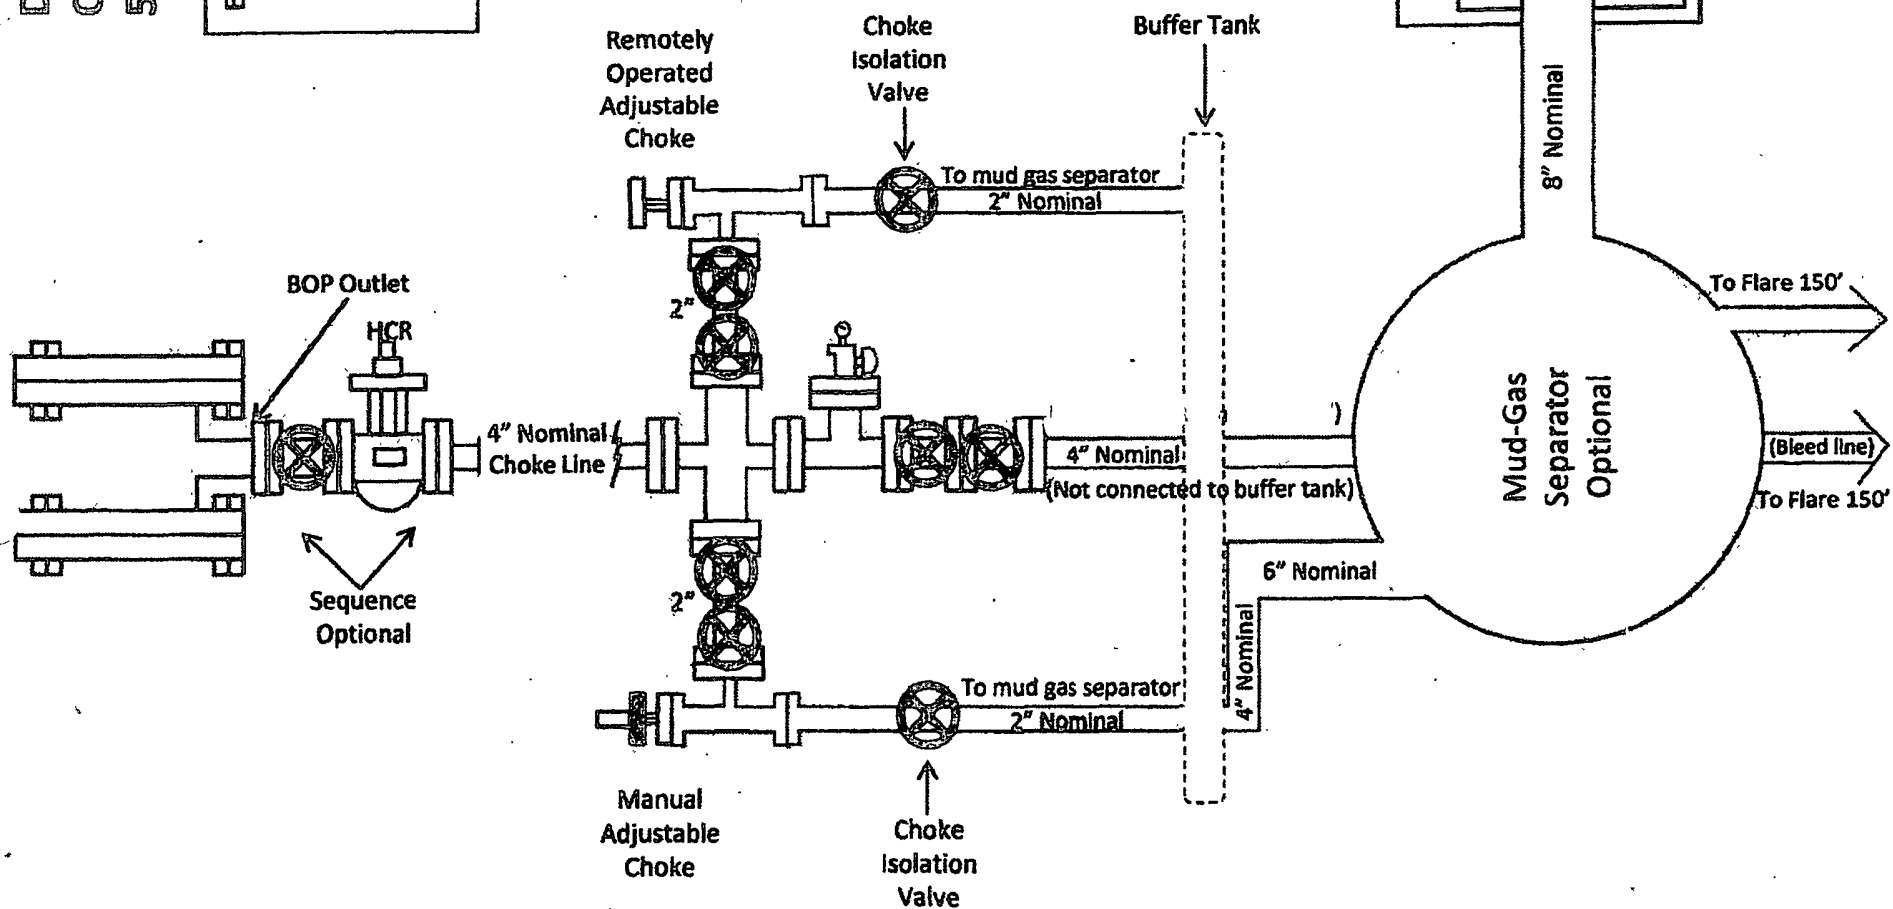 Remotely
Operated
Adjustable
Choke
Choke
Isolation
Valve
Buffer Tank
8" Nominal
To mud gas separator
2" Nominal
BOP Outlet
HCR
2"
To Flare 150'
4" Nominal
Choke Line
4" Nominal
(Not connected to buffer tank)
Mud-Gas
Separator
Optional
(Bleed line)
To Flare 150'
Sequence
Optional
2"
6" Nominal
4" Nominal
To mud gas separator
2" Nominal
Manual
Adjustable
Choke
Choke
Isolation
Valve